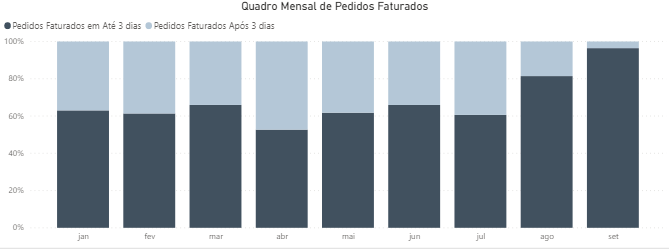 Quadro Mensal de Pedidos Faturados
Pedidos Faturados em Até 3 dias Pedidos Faturados Após 3 dias
100%
80%
60%
40%
20%
0%
jan fev mar abr mai jun jul ago set